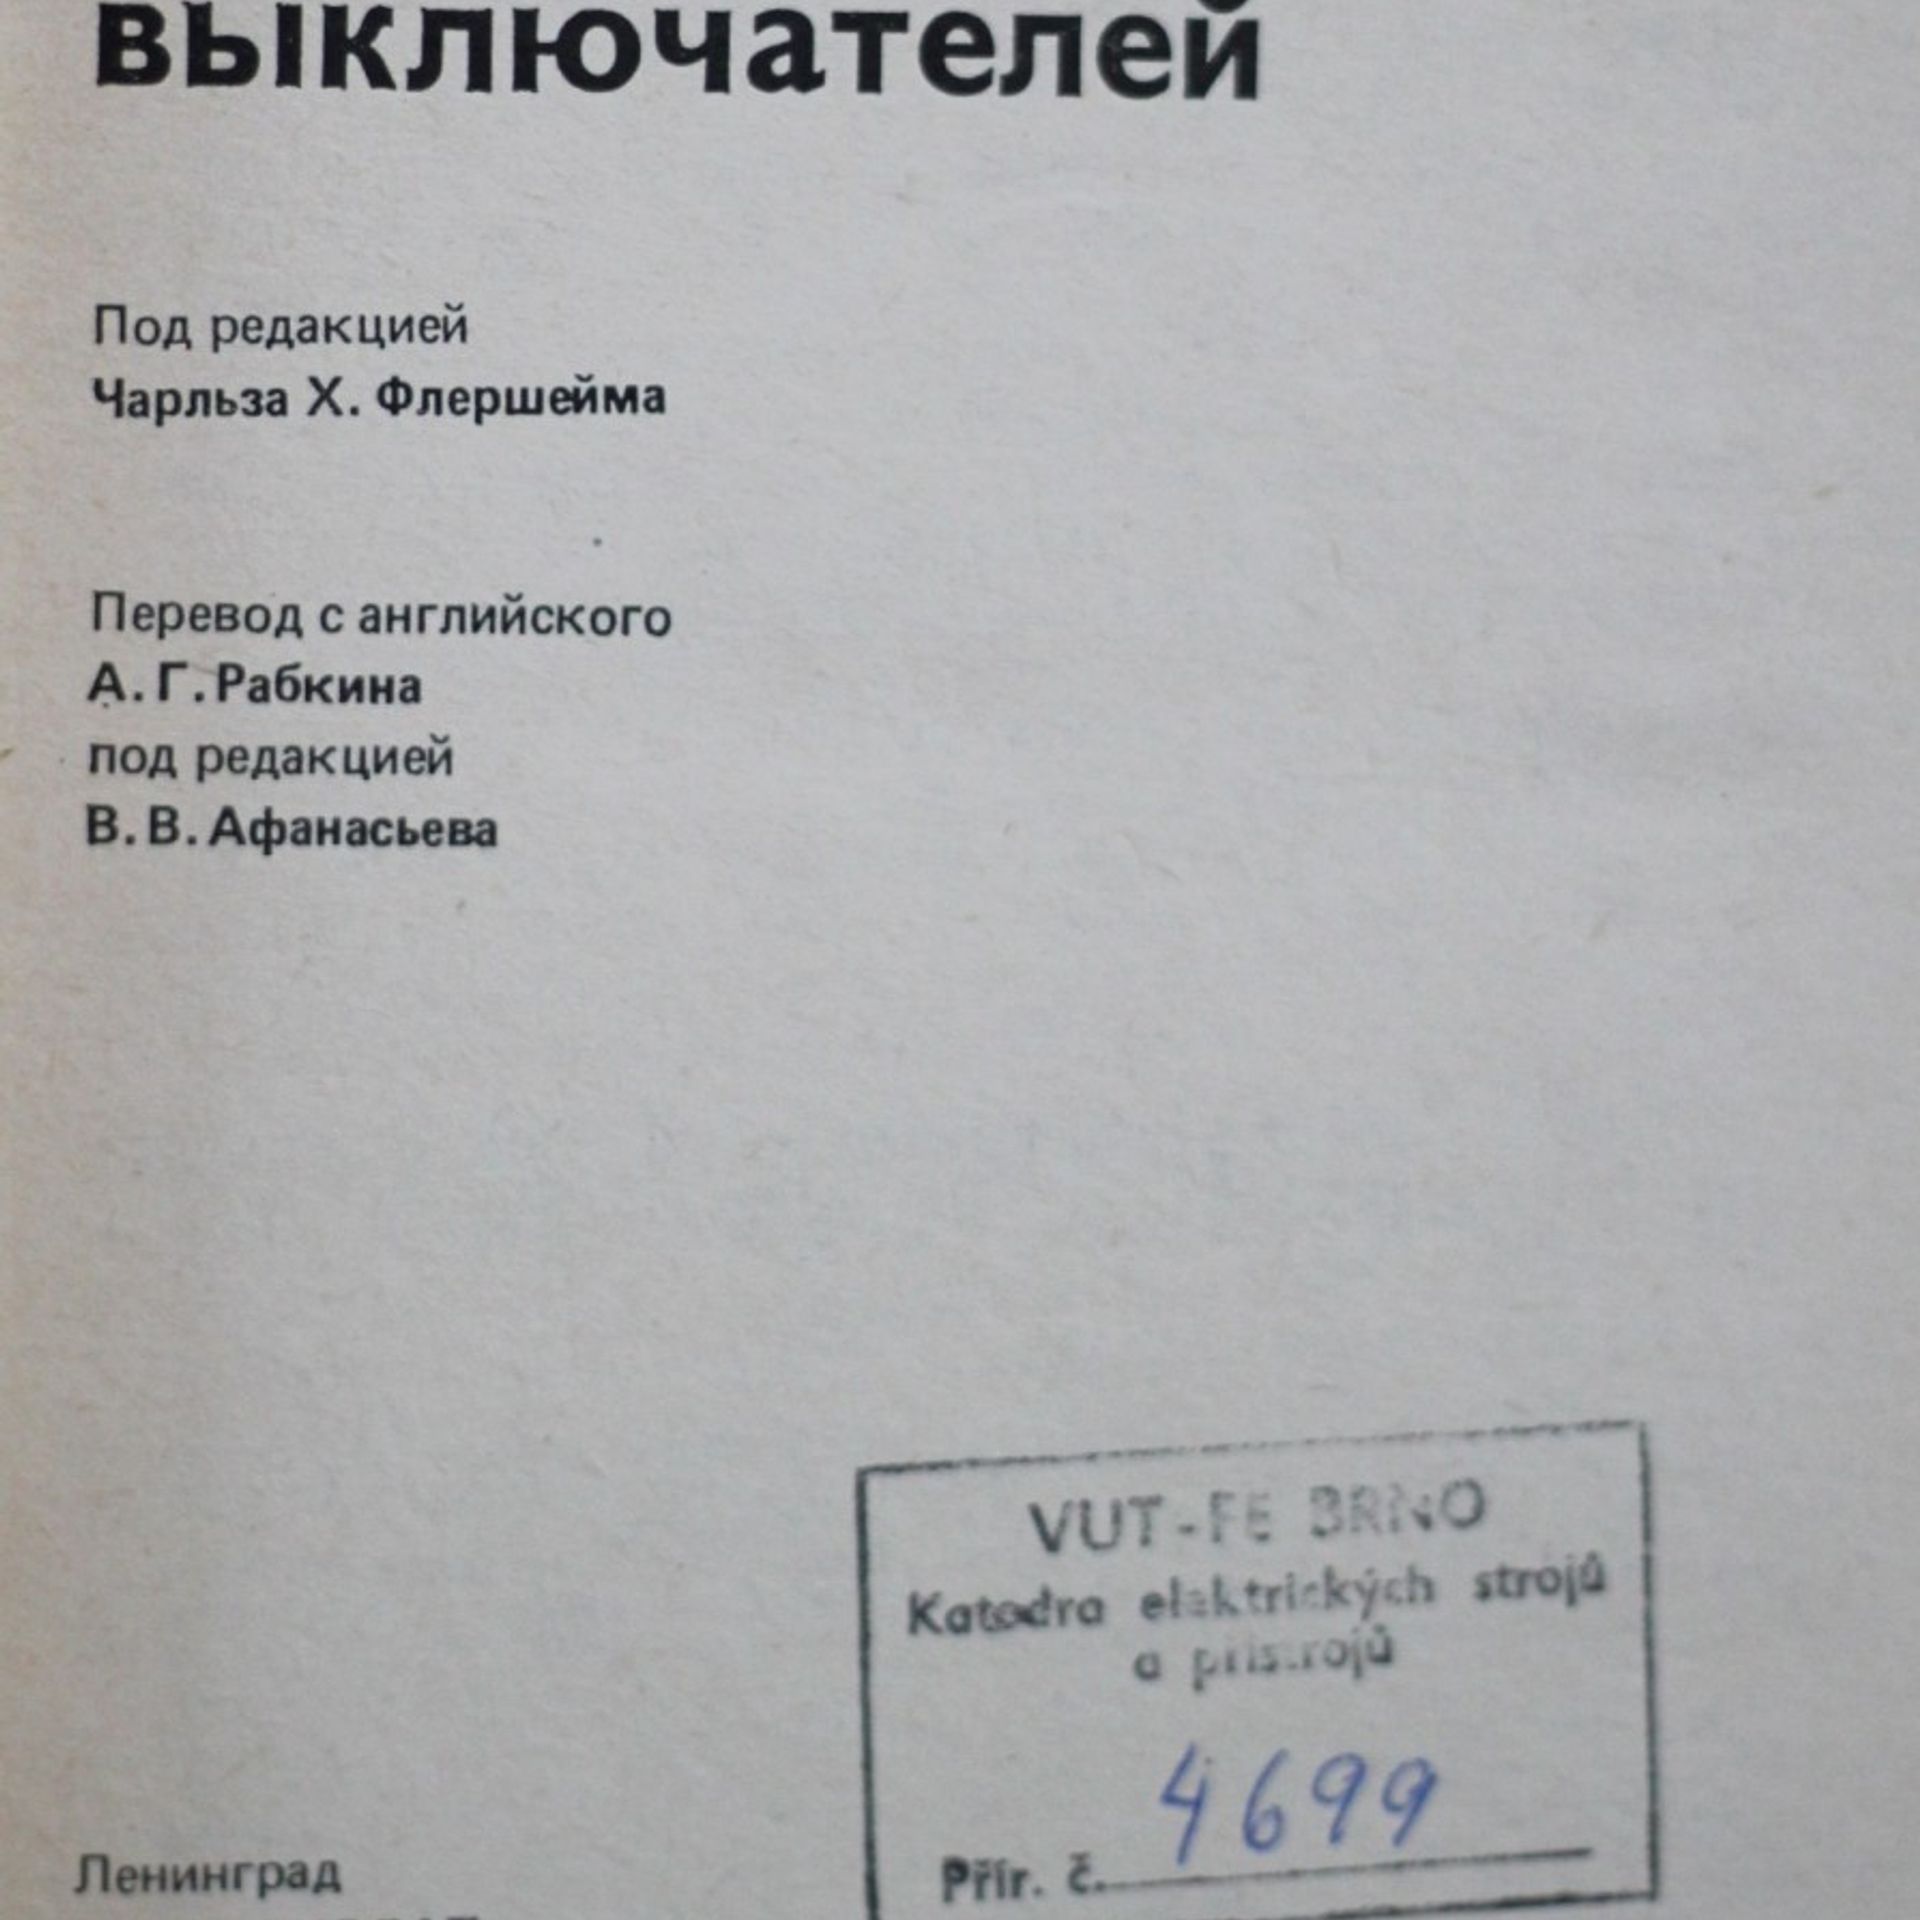 выключателей
Под редакцией
Чарльза Х. Флершейма
Перевод с английского
А. Г. Рабкина
под редакцией
В. В. Афанасьева
VUT-FE BRNO
Katedra elektrických strojů
a přístrojů
4699
Přír. č.
Ленинград